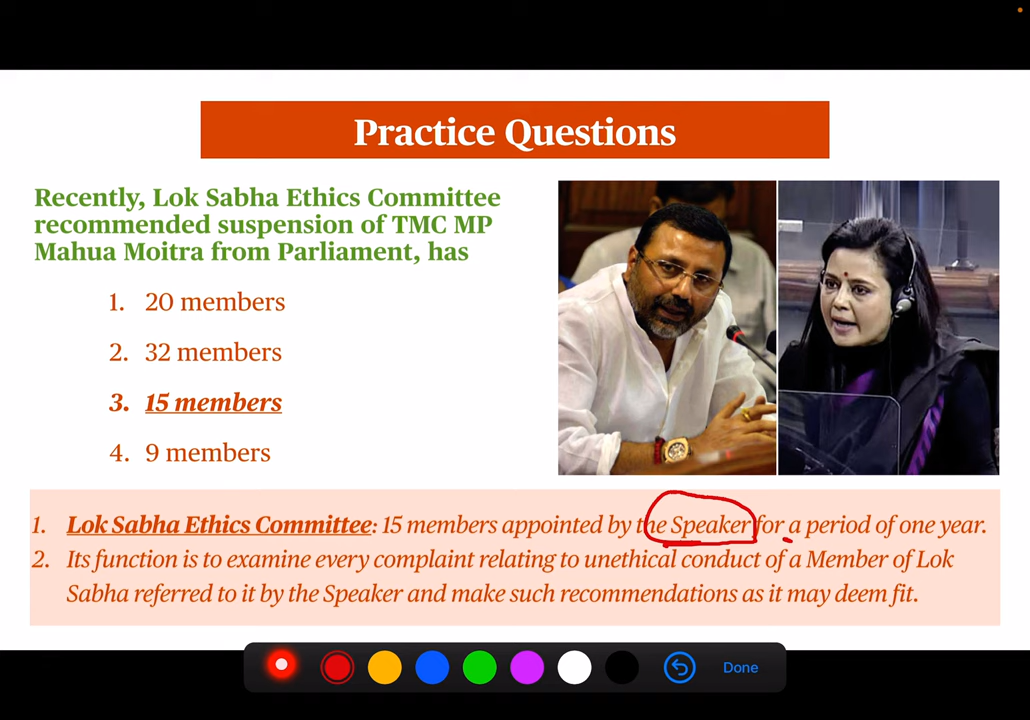 Practice Questions
Recently, Lok Sabha Ethics Committee
recommended suspension of TMC MP
Mahua Moitra from Parliament, has
1. 20 members
2. 32 members
3. 15 members
4. 9 members
1. Lok Sabha Ethics Committee: 15 members appointed by the Speaker for a period of one year.
2. Its function is to examine every complaint relating to unethical conduct of a Member of Lok
Sabha referred to it by the Speaker and make such recommendations as it may deem fit.
Done